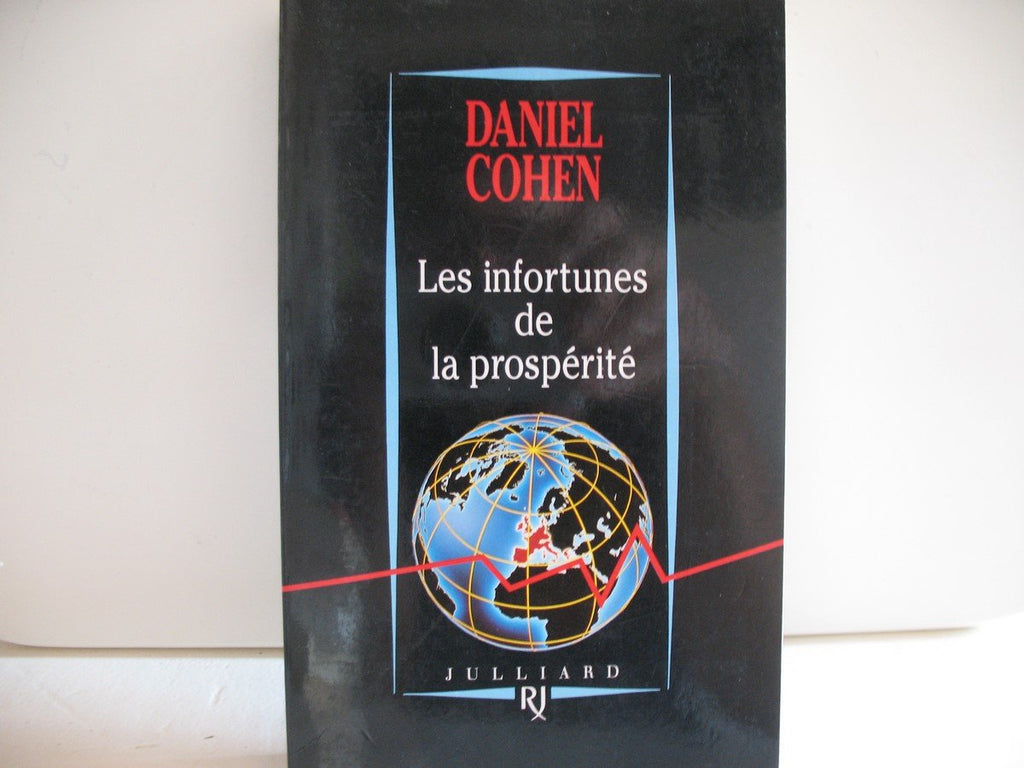 DANIEL
COHEN
Les infortunes
de
la prospérité
JULLIARD
RJ